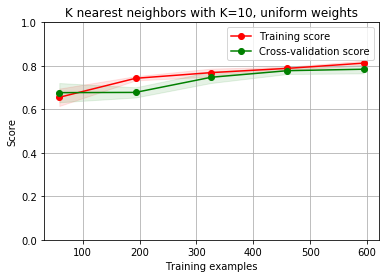 K nearest neighbors with K=10, uniform weights
1.0
Training score
Cross-validation score
0.8
0.6
Score
0.4
0.2
0.0
100 200 300 400 500 600
Training examples